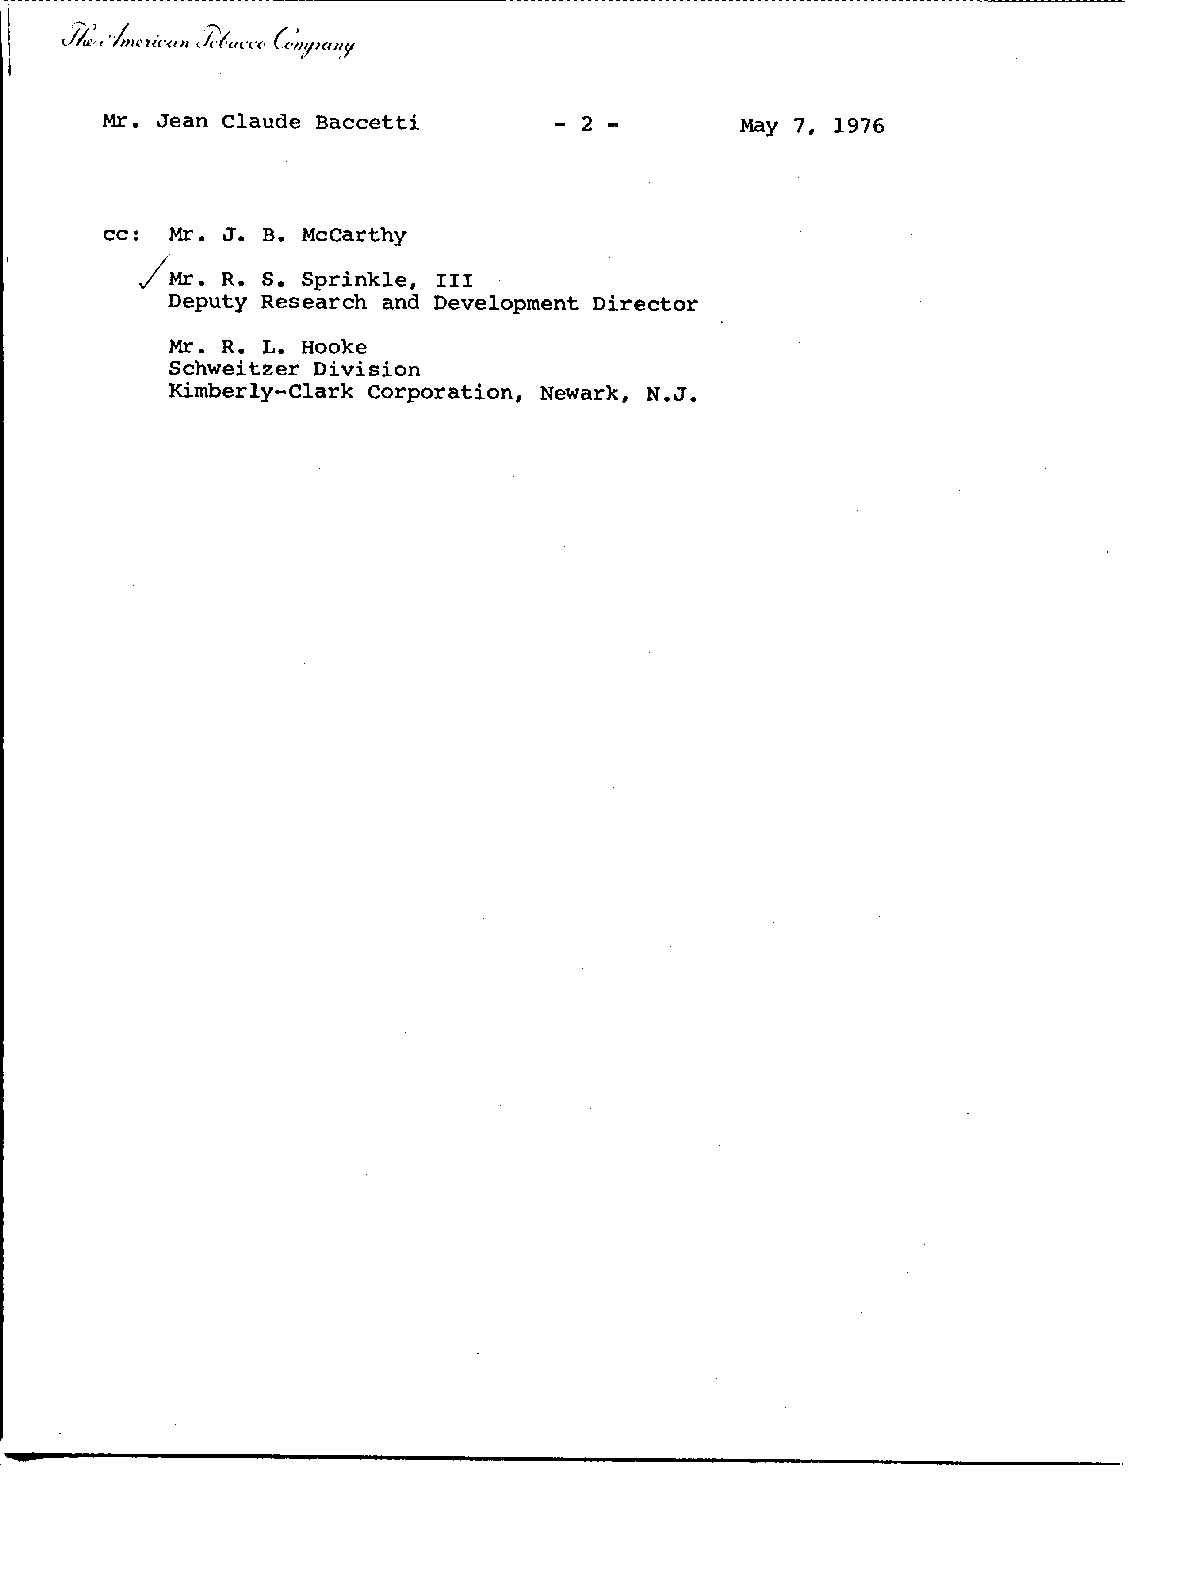 The American Tobacco Company
Mr. Jean Claude Baccetti - 2 - May 7, 1976
cc: Mr. J. B. McCarthy
Mr. R. S. Sprinkle, III
Deputy Research and Development Director
Mr. R. L. Hooke
Schweitzer Division
Kimberly-Clark Corporation, Newark, N.J.